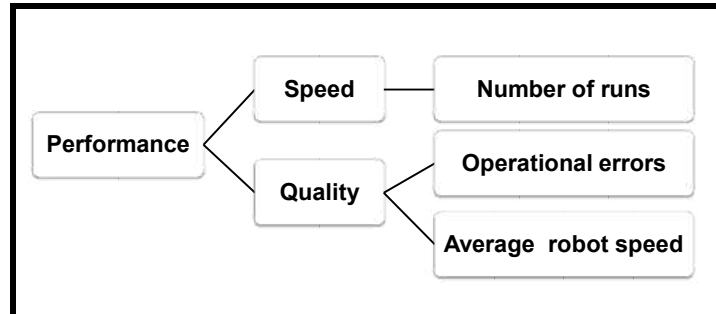 Speed
Number of runs
Performance
Operational errors
Quality
Average robot speed